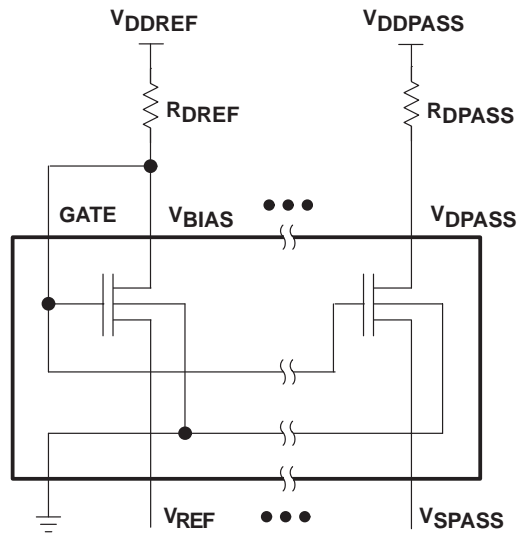 VDDREF
VDDPASS
RDREF
RDPASS
GATE
VBIAS
VDPASS
VREF
VSPASS